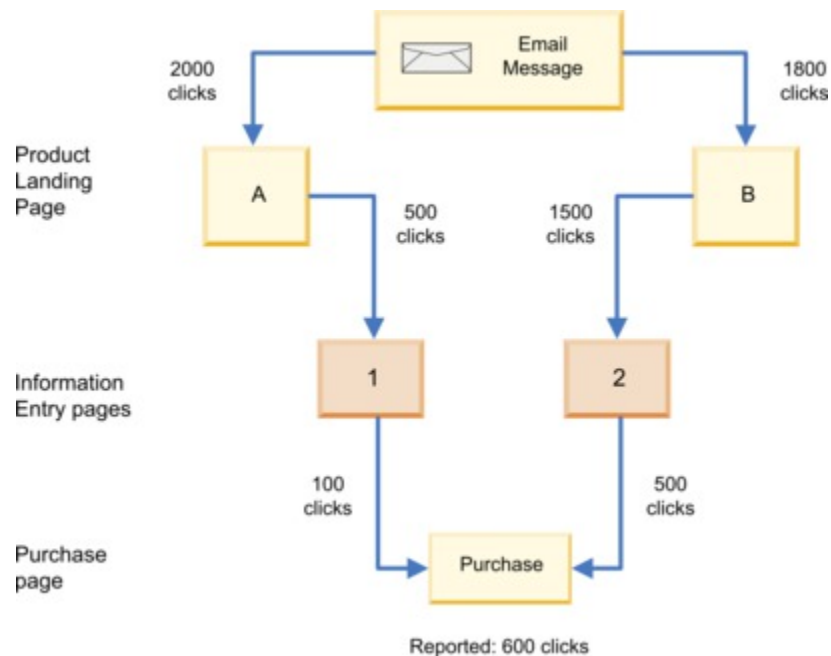 Email
Message
2000
clicks
1800
clicks
Product
Landing
Page
A
B
500
clicks
1500
clicks
Information
Entry pages
1
2
100
clicks
500
clicks
Purchase
page
Purchase
Reported: 600 clicks